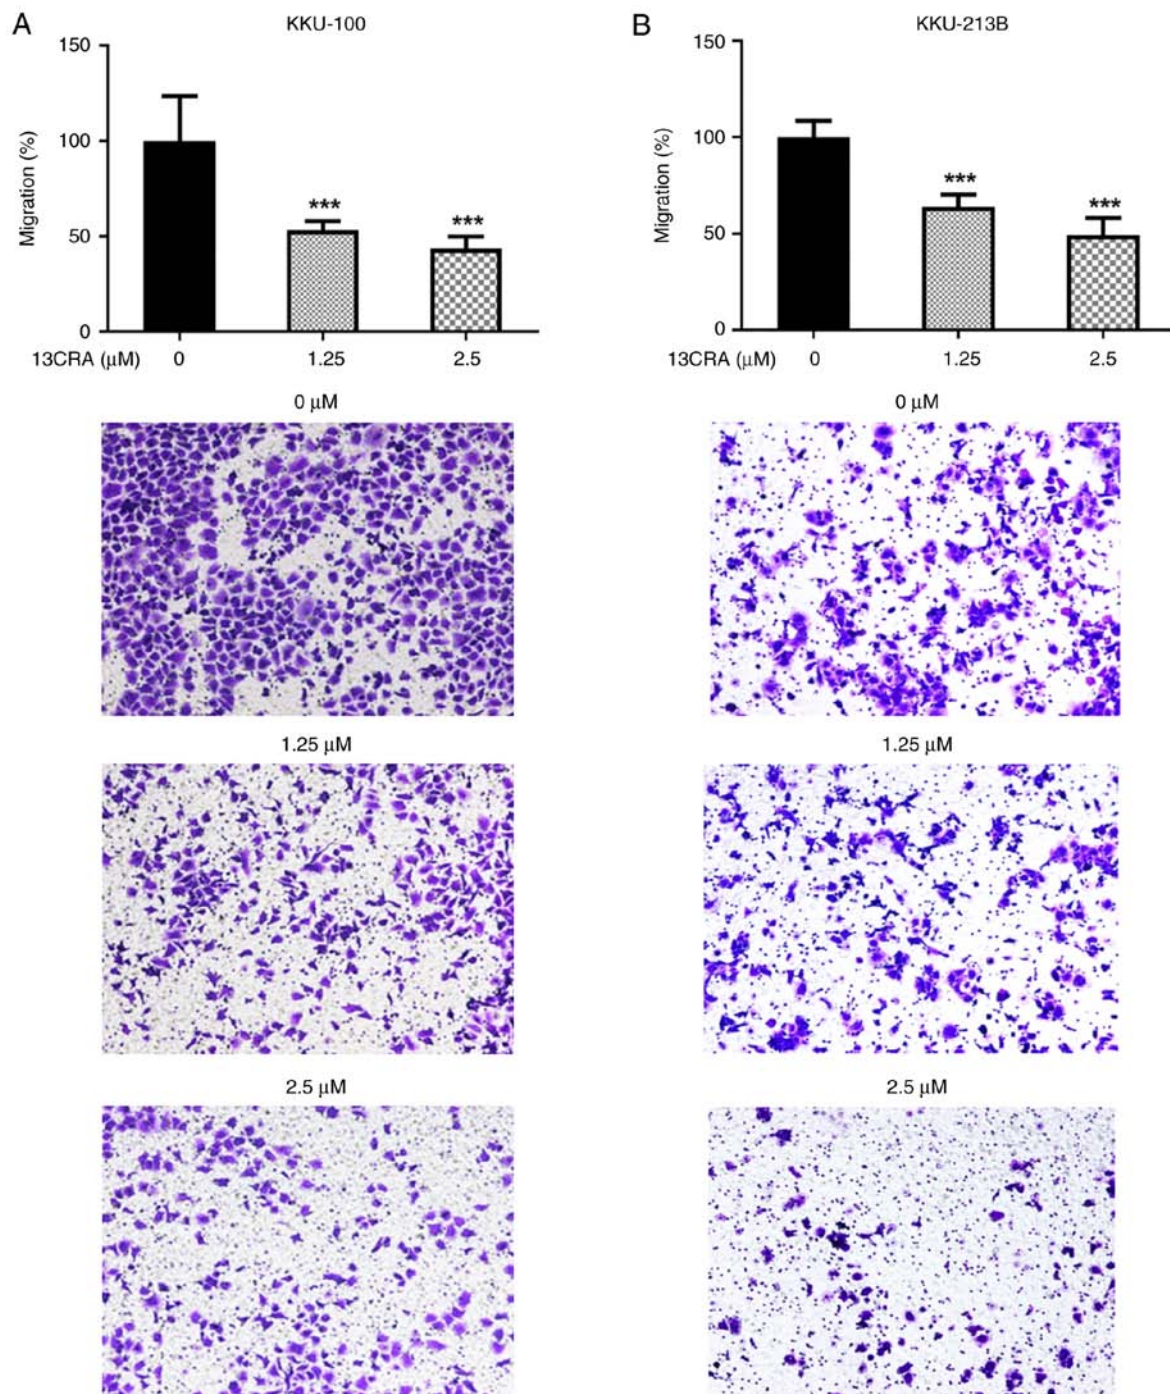 A
KKU-100
150
100
50
0
Migration (%)
***
***
13CRA (μM)
0
1.25
2.5
0 μM
1.25 μM
2.5 μM
B
KKU-213B
150
100
50
0
Migration (%)
***
***
13CRA (μM)
0
1.25
2.5
0 μM
1.25 μM
2.5 μM